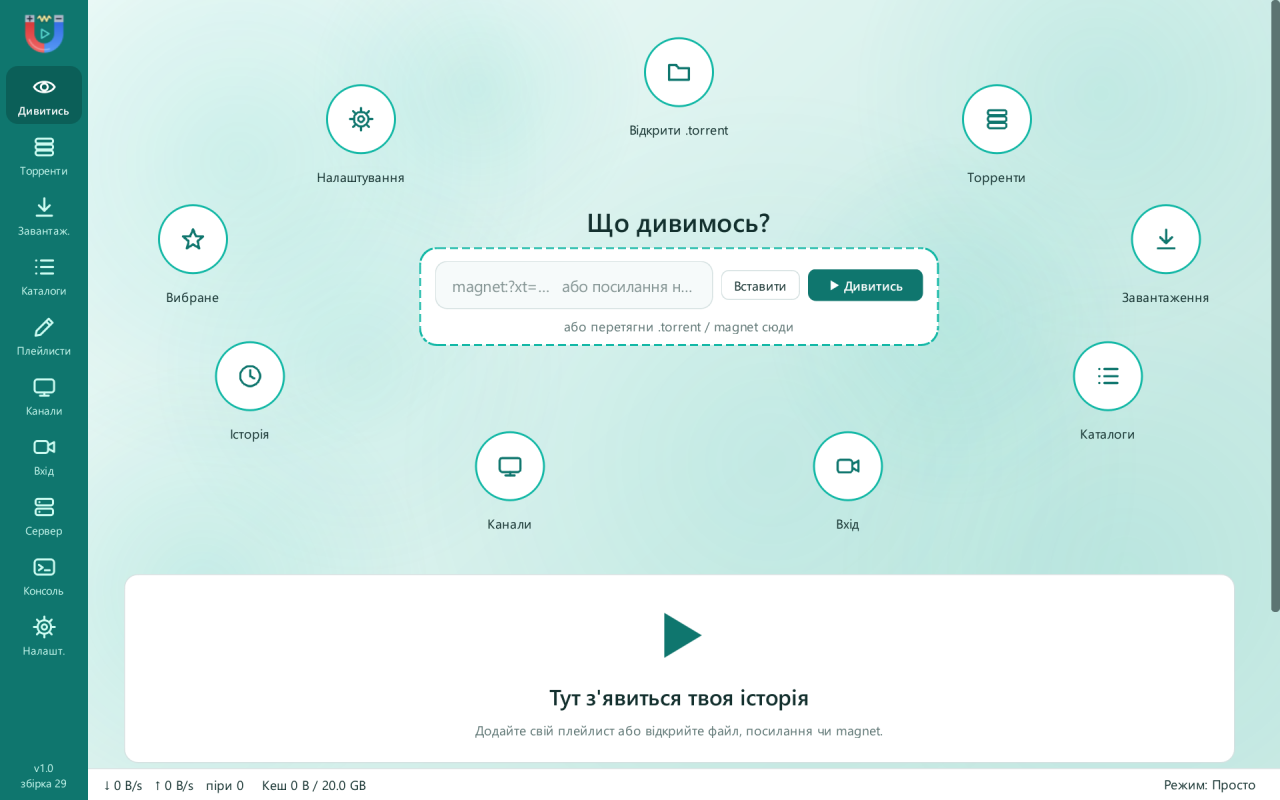 Дивитись
Торренти
Завантаж.
Каталоги
Плейлисти
Канали
Вхід
Сервер
Консоль
Налашт.
v1.0
збірка 29
Відкрити .torrent
Налаштування
Торренти
Вибране
Завантаження
Що дивимось?
magnet:?xt=… або посилання н…
Вставити
Дивитись
або перетягни .torrent / magnet сюди
Історія
Каталоги
Канали
Вхід
Тут з'явиться твоя історія
Додайте свій плейлист або відкрийте файл, посилання чи magnet.
↓ 0 B/s ↑ 0 B/s піри 0 Кеш 0 B / 20.0 GB
Режим: Просто